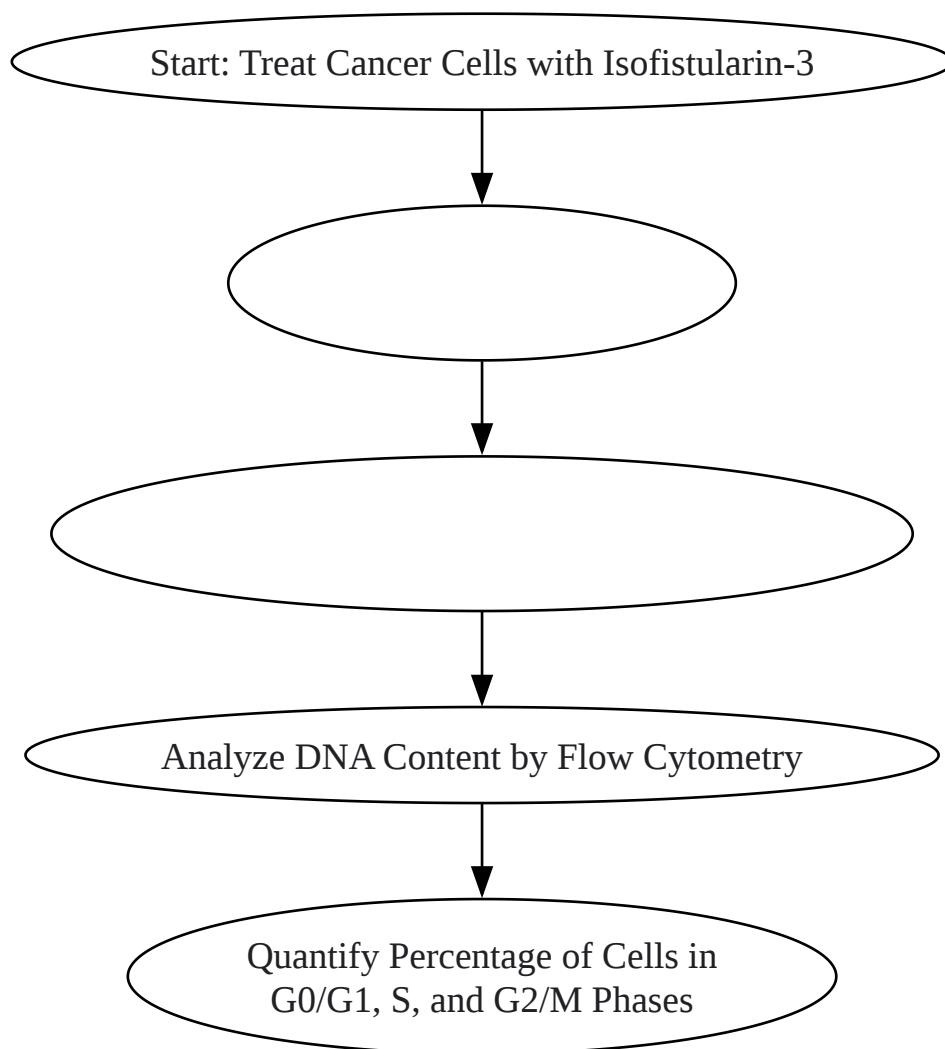 Start: Treat Cancer Cells with Isofistularin-3
Analyze DNA Content by Flow Cytometry
Quantify Percentage of Cells in
G0/G1, S, and G2/M Phases